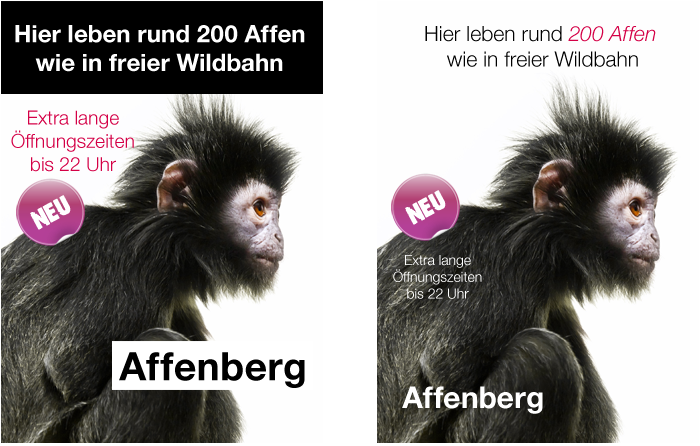 Hier leben rund 200 Affen
wie in freier Wildbahn
Extra lange
Öffnungszeiten
bis 22 Uhr
NEU
Affenberg
Hier leben rund 200 Affen
wie in freier Wildbahn
NEU
Extra lange
Öffnungszeiten
bis 22 Uhr
Affenberg